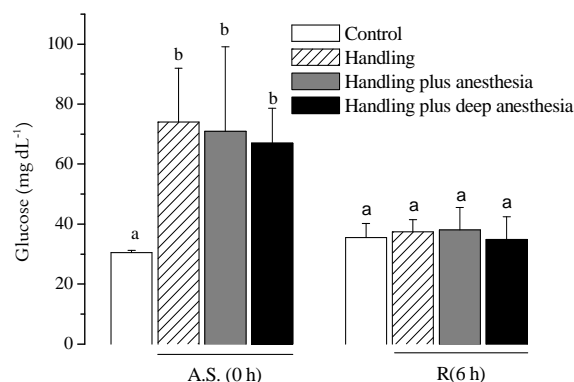 Control
Handling
Handling plus anesthesia
Handling plus deep anesthesia
Glucose (mg dL⁻¹)
100
80
60
40
20
0
a
b
b
b
a
a
a
a
A.S. (0 h)
R(6 h)